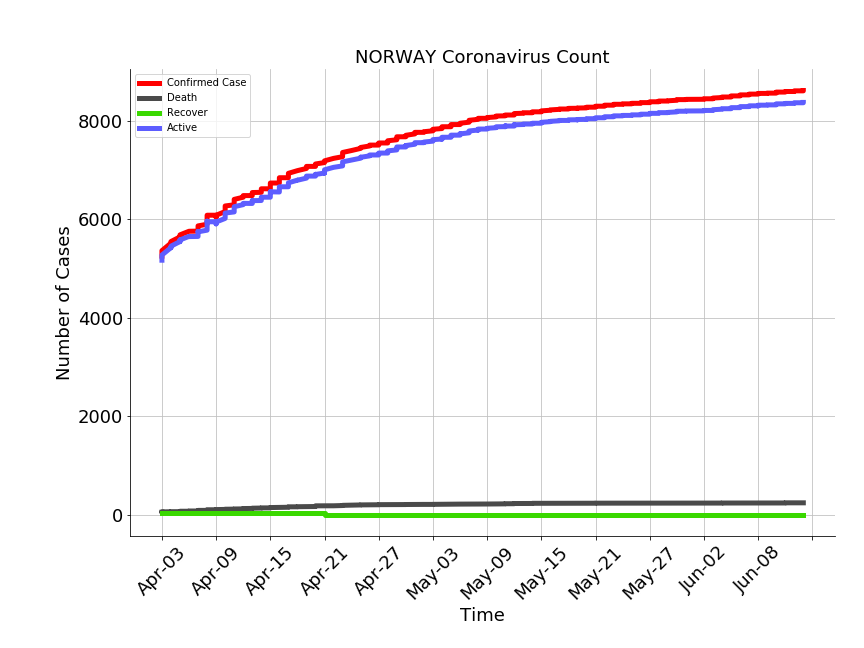 NORWAY Coronavirus Count
Confirmed Case
Death
Recover
Active
8000
6000
4000
2000
0
Number of Cases
Apr-03
Apr-09
Apr-15
Apr-21
Apr-27
May-03
May-09
May-15
May-21
May-27
Jun-02
Jun-08
Time